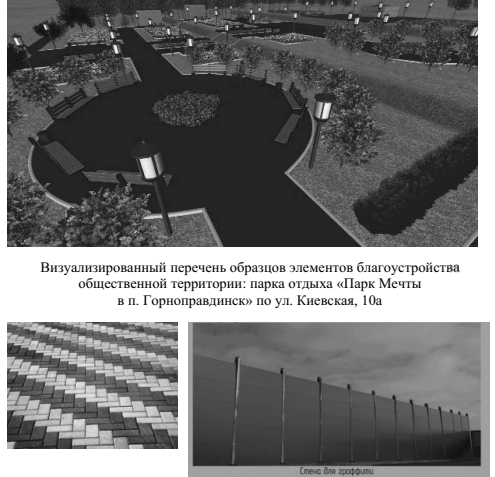 Визуализированный перечень образцов элементов благоустройства
общественной территории: парка отдыха «Парк Мечты
в п. Горноправдинск» по ул. Киевская, 10а
Стена для граффити